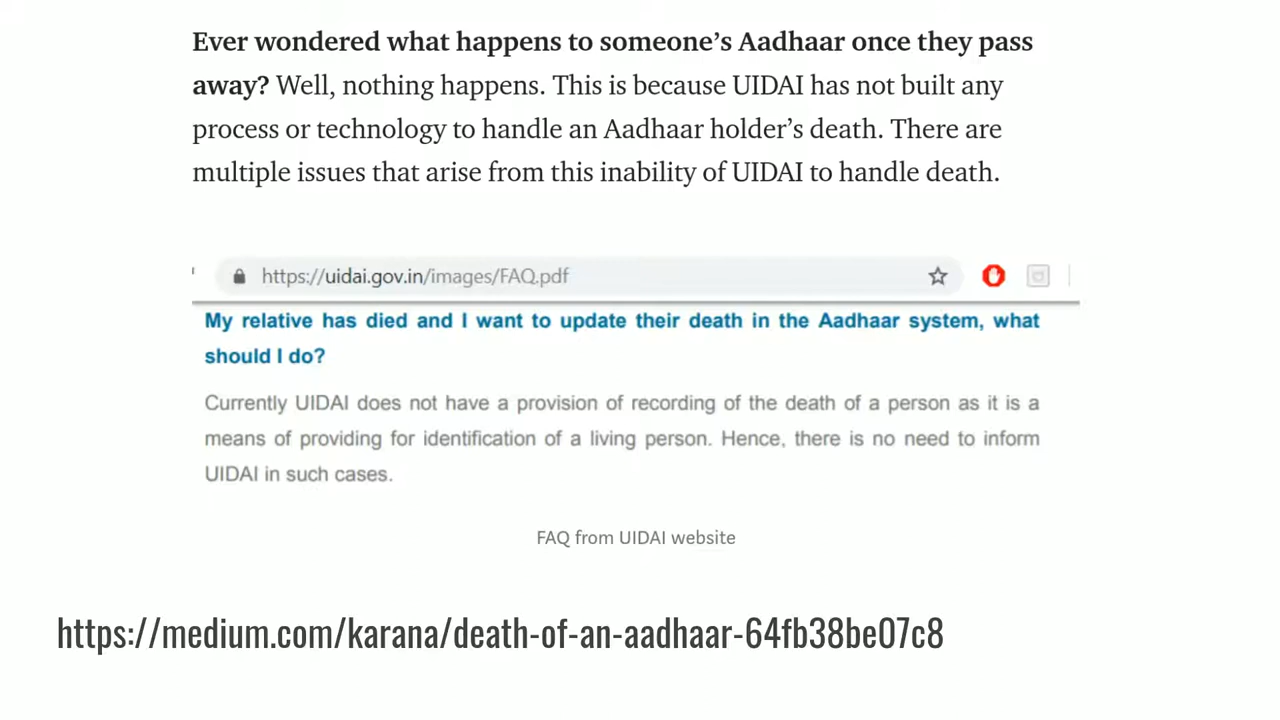 Ever wondered what happens to someone’s Aadhaar once they pass
away? Well, nothing happens. This is because UIDAI has not built any
process or technology to handle an Aadhaar holder’s death. There are
multiple issues that arise from this inability of UIDAI to handle death.
https://uidai.gov.in/images/FAQ.pdf
My relative has died and I want to update their death in the Aadhaar system, what
should I do?
Currently UIDAI does not have a provision of recording of the death of a person as it is a
means of providing for identification of a living person. Hence, there is no need to inform
UIDAI in such cases.
FAQ from UIDAI website
https://medium.com/karana/death-of-an-aadhaar-64fb38be07c8